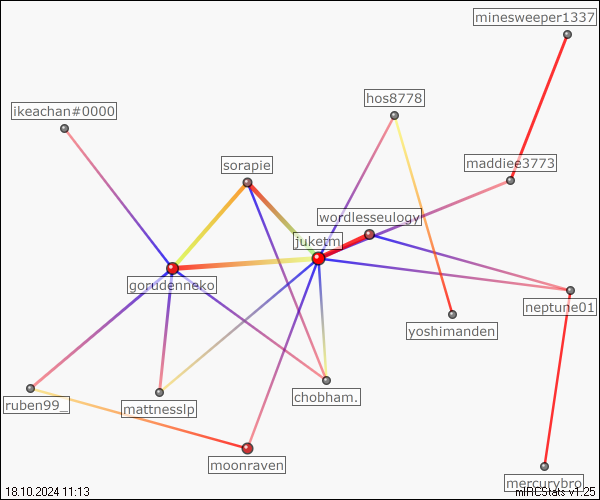 minesweeper1337
hos8778
ikeachan#0000
sorapie
maddiee3773
wordlesseulogy
juketm
gorudenneko
neptune01
yoshimanden
chobham.
ruben99_
mattnesslp
moonraven
mercurybro
18.10.2024 11:13
mIRCStats v1.25